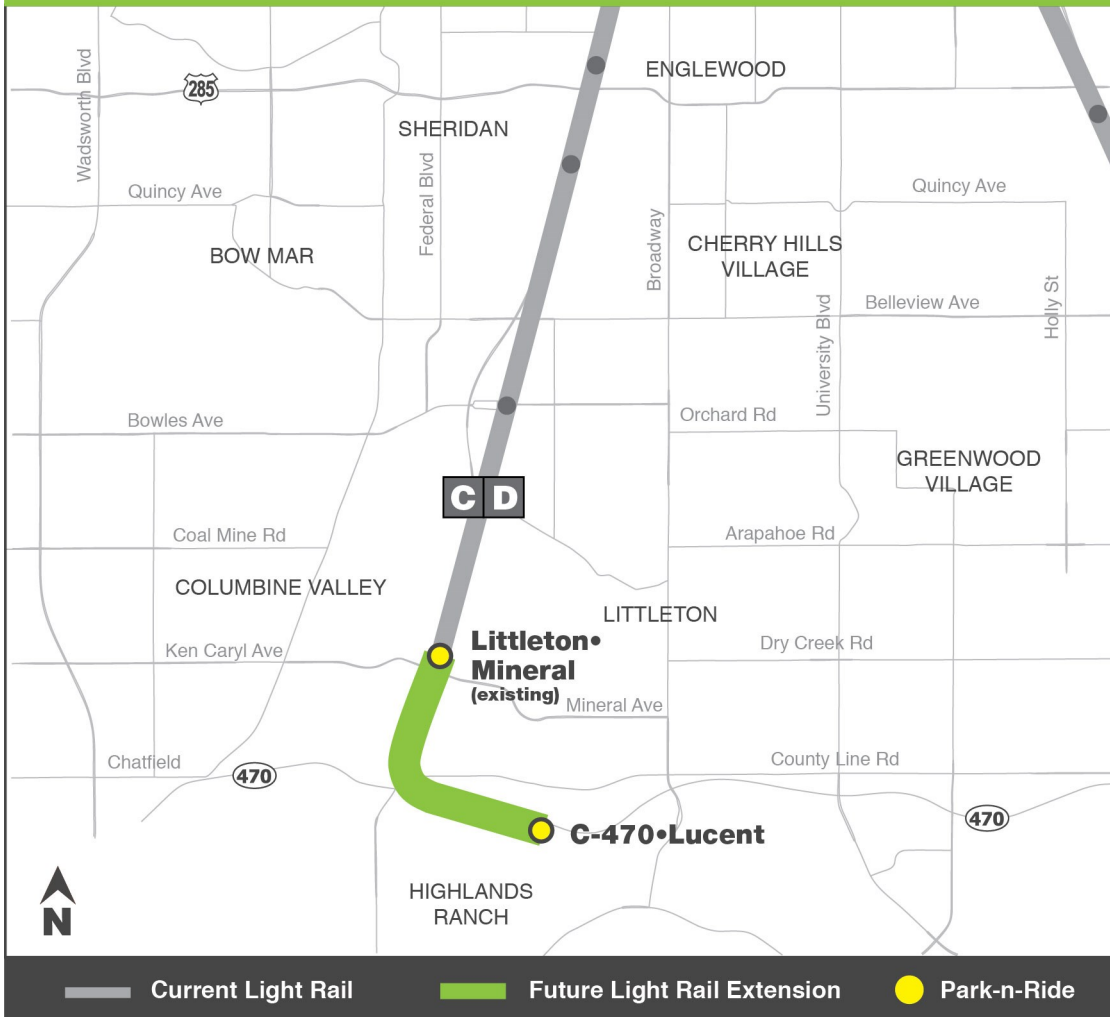 ENGLEWOOD
285
Wadsworth Blvd
SHERIDAN
Federal Blvd
Quincy Ave
Quincy Ave
Broadway
CHERRY HILLS
VILLAGE
BOW MAR
University Blvd
Belleview Ave
Holly St
Bowles Ave
Orchard Rd
GREENWOOD
VILLAGE
C D
Coal Mine Rd
Arapahoe Rd
COLUMBINE VALLEY
LITTLETON
Ken Caryl Ave
Littleton•
Mineral
(existing)
Dry Creek Rd
Mineral Ave
Chatfield
470
County Line Rd
470
C-470•Lucent
HIGHLANDS
RANCH
N
Current Light Rail
Future Light Rail Extension
Park-n-Ride